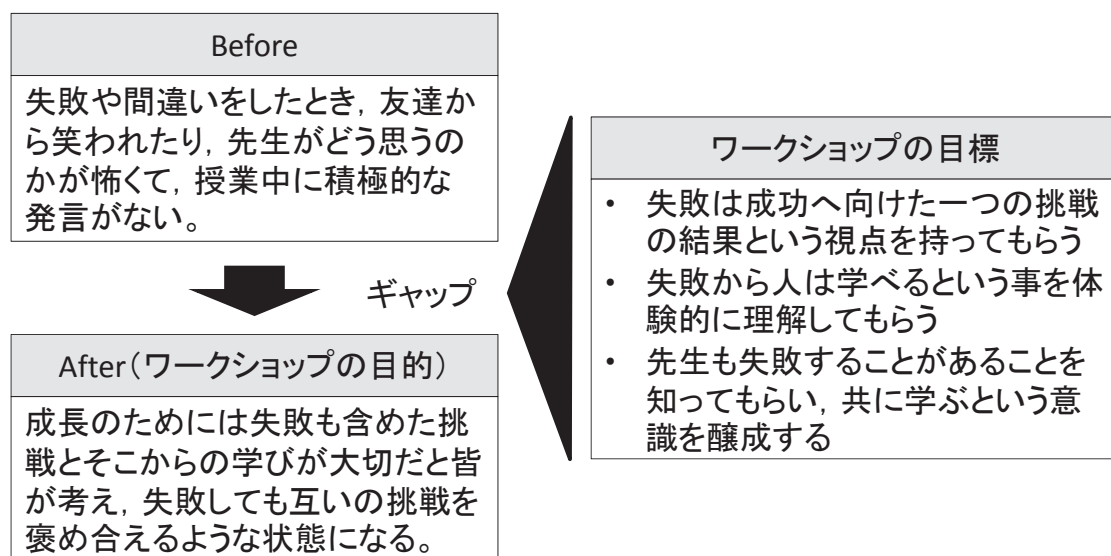 Before
失敗や間違いをしたとき，友達か
ら笑われたり，先生がどう思うの
かが怖くて，授業中に積極的な
発言がない。
ギャップ
After（ワークショップの目的）
成長のためには失敗も含めた挑
戦とそこからの学びが大切だと皆
が考え，失敗しても互いの挑戦を
褒め合えるような状態になる。
ワークショップの目標
・ 失敗は成功へ向けた一つの挑戦
の結果という視点を持ってもらう
・ 失敗から人は学べるという事を体
験的に理解してもらう
・ 先生も失敗することがあることを
知ってもらい，共に学ぶという意
識を醸成する